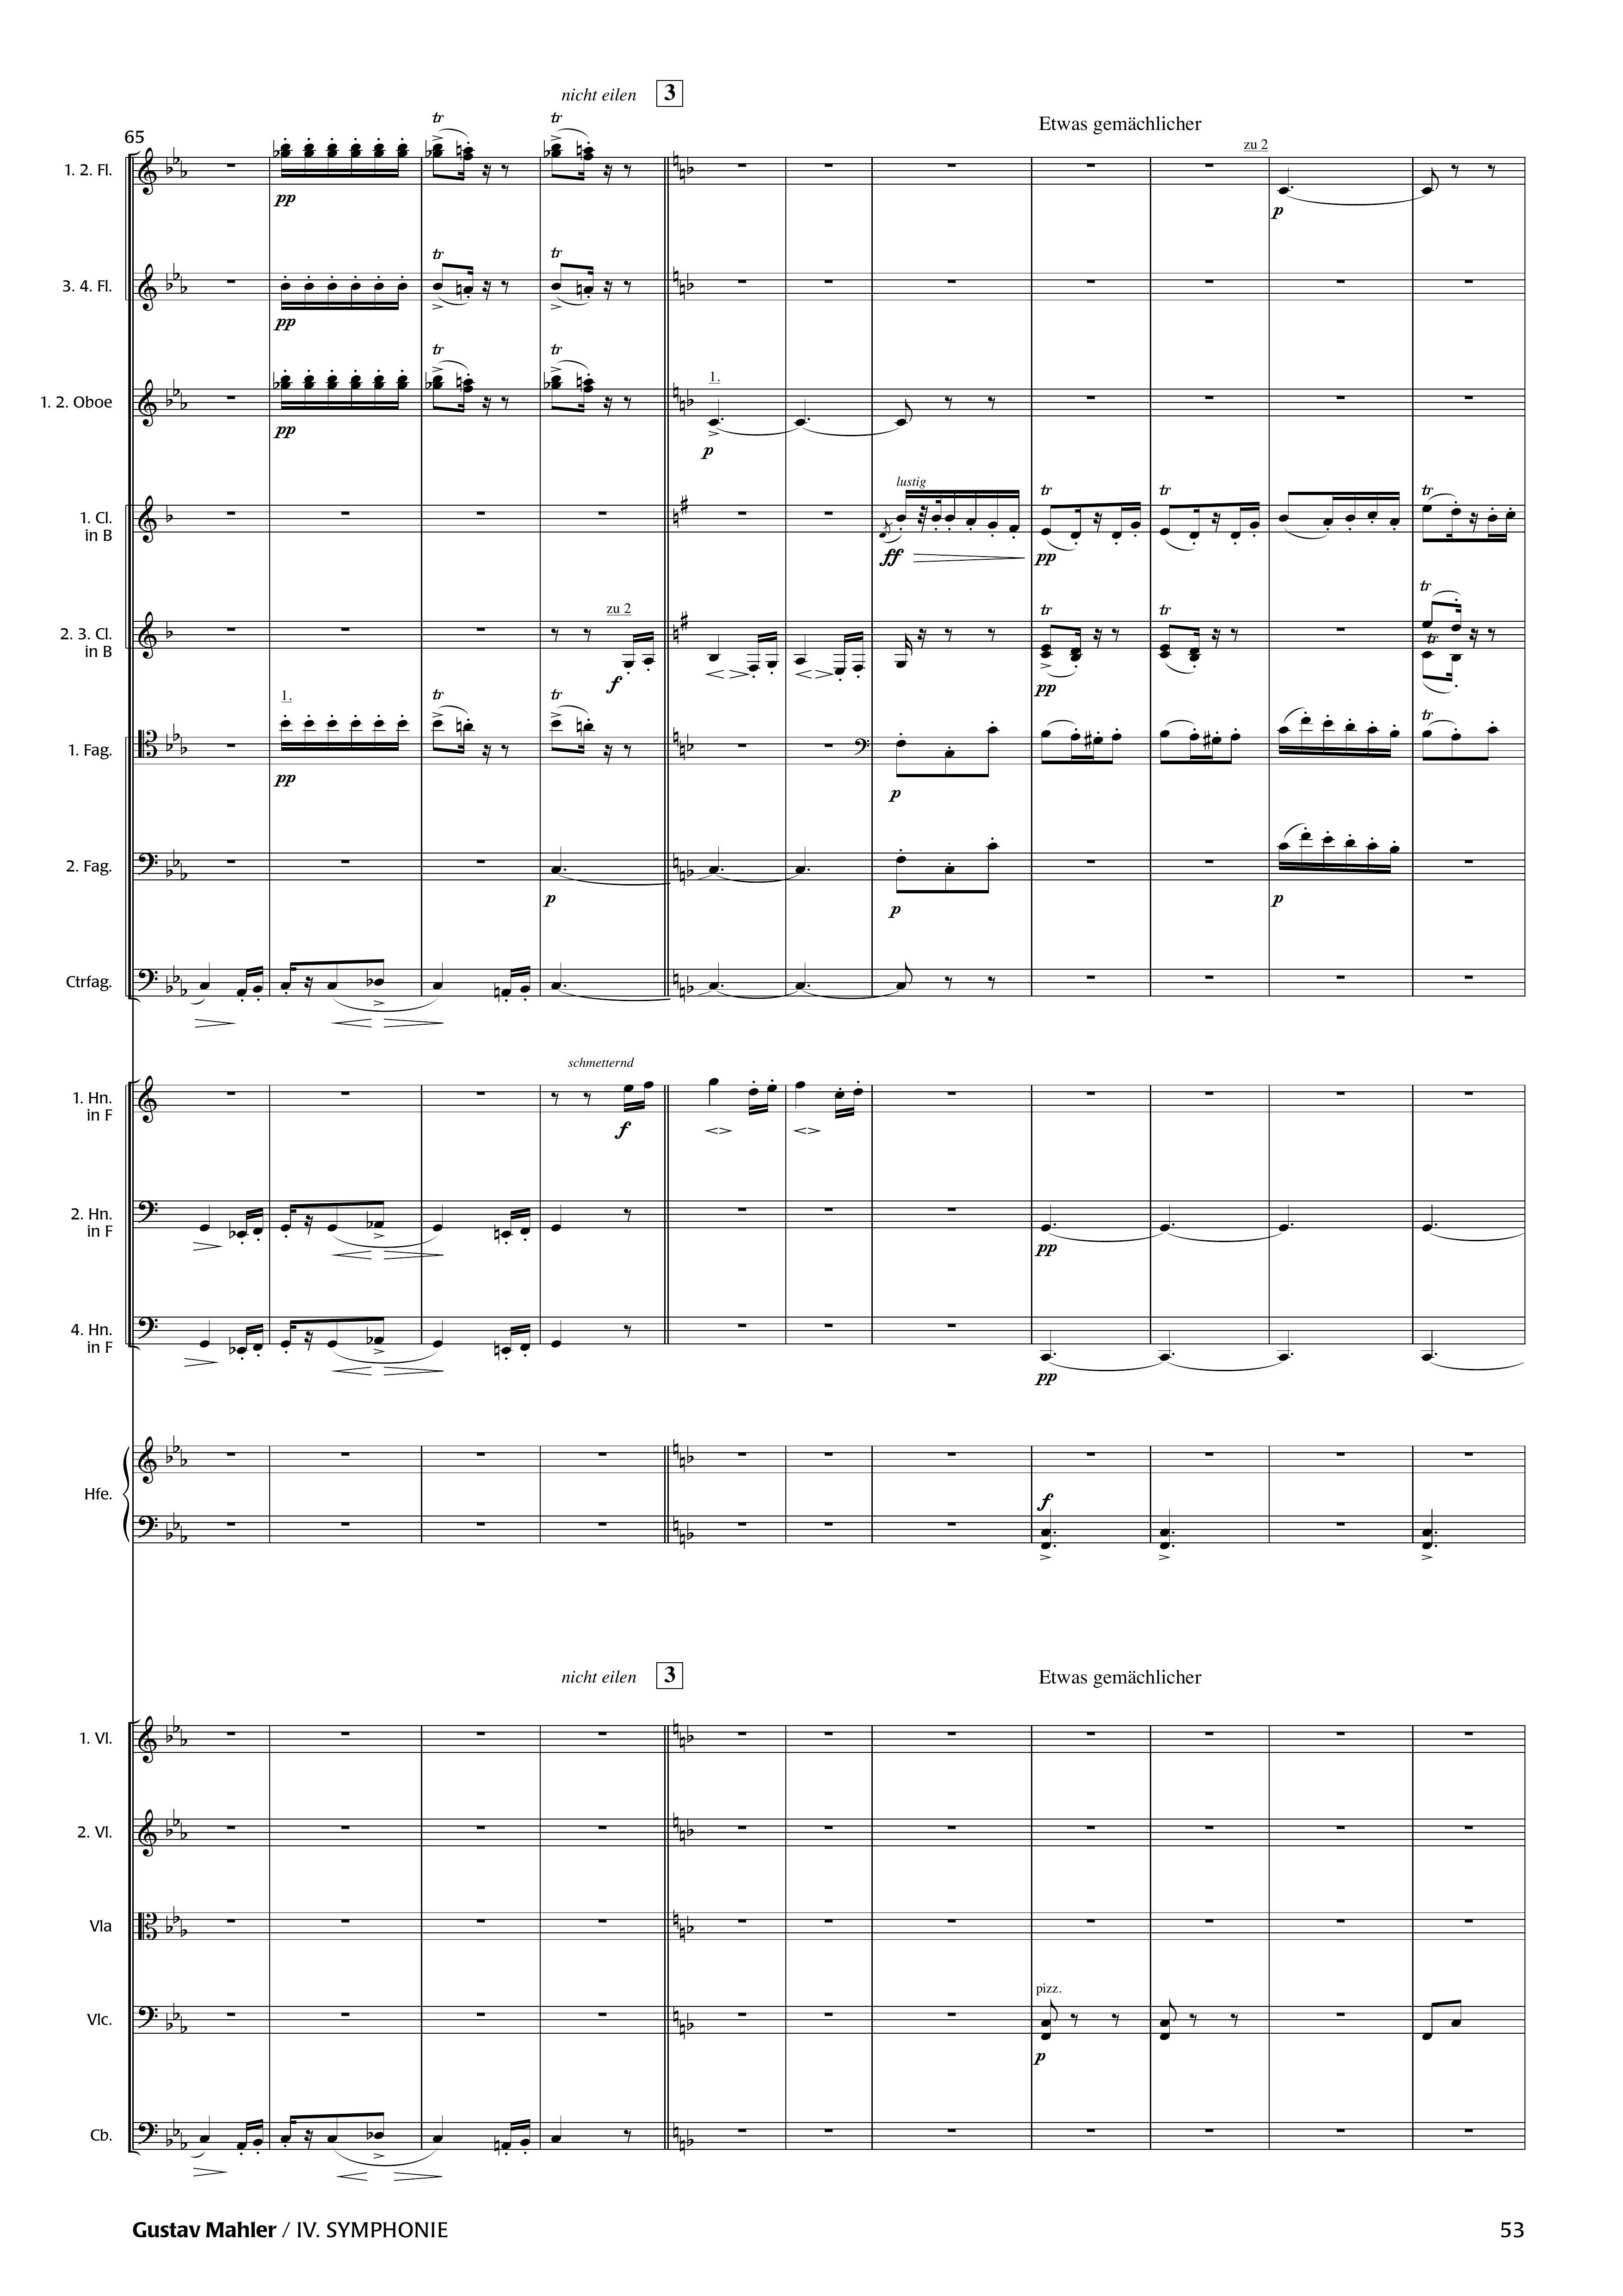 nicht eilen 3
Etwas gemächlicher
65
zu 2
1. 2. Fl.
tr tr
p
pp
tr tr
3. 4. Fl.
pp
tr tr
1.
1. 2. Oboe
pp
p
lustig
tr tr tr
1. Cl.
in B
ff pp
tr
zu 2
tr tr
2. 3. Cl.
in B
tr
f pp
1.
tr tr tr
1. Fag.
pp
p
2. Fag.
p p p
Ctrfag.
schmetternd
1. Hn.
in F
f
2. Hn.
in F
pp
4. Hn.
in F
pp
Hfe.
f
nicht eilen 3 Etwas gemächlicher
1. Vl.
2. Vl.
Vla
pizz.
Vlc.
p
Cb.
Gustav Mahler / IV. SYMPHONIE 53